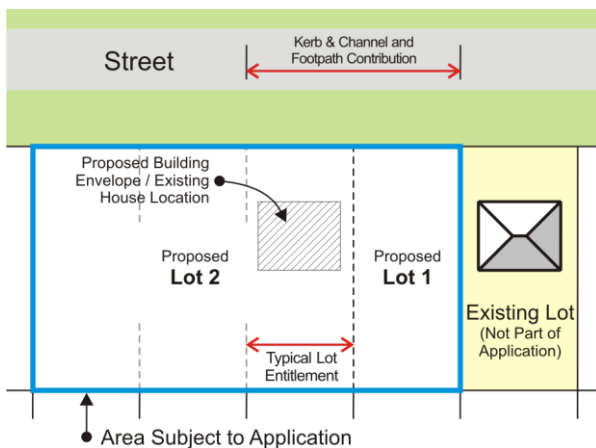 Kerb & Channel and
Footpath Contribution
Street
Proposed Building
Envelope / Existing
House Location
Proposed
Lot 2
Proposed
Lot 1
Existing Lot
(Not Part of
Application)
Typical Lot
Entitlement
Area Subject to Application